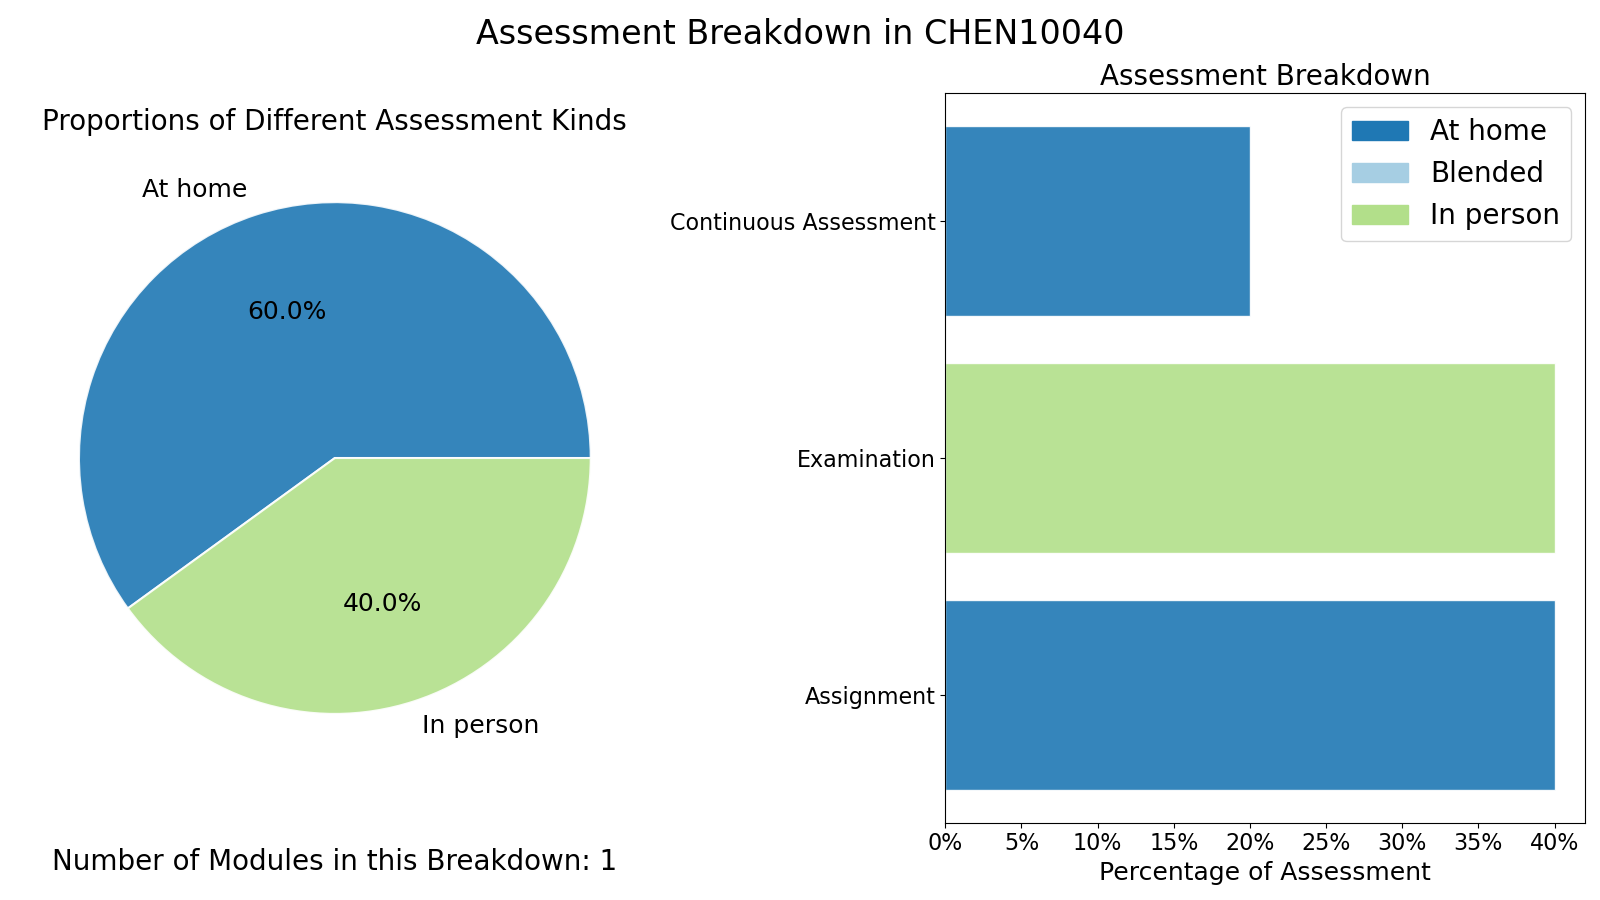 Assessment Breakdown in CHEN10040
Proportions of Different Assessment Kinds
At home
60.0%
40.0%
In person
Number of Modules in this Breakdown: 1
Assessment Breakdown
At home
Blended
In person
Continuous Assessment
Examination
Assignment
0% 5% 10% 15% 20% 25% 30% 35% 40%
Percentage of Assessment